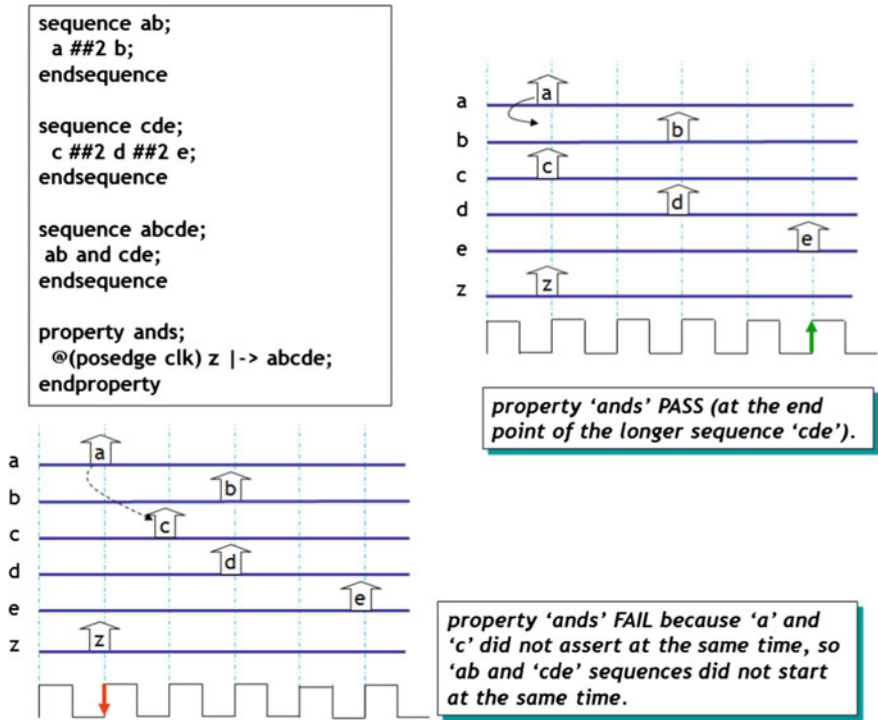 sequence ab;
a ##2 b;
endsequence
sequence cde;
c ##2 d ##2 e;
endsequence
sequence abcde;
ab and cde;
endsequence
property ands;
@(posedge clk) z |-> abcde;
endproperty
a
a
b
b
c
c
d
d
e
e
z
z
property ‘ands’ PASS (at the end
point of the longer sequence ‘cde’).
a
a
b
b
c
c
d
d
e
e
z
z
property ‘ands’ FAIL because ‘a’ and
‘c’ did not assert at the same time, so
‘ab and ‘cde’ sequences did not start
at the same time.